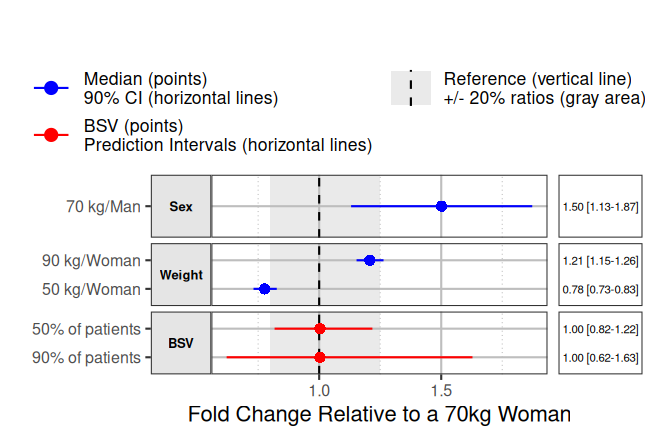 Median (points)
90% CI (horizontal lines)
Reference (vertical line)
+/- 20% ratios (gray area)
BSV (points)
Prediction Intervals (horizontal lines)
70 kg/Man
Sex
1.50 [1.13-1.87]
90 kg/Woman
50 kg/Woman
Weight
1.21 [1.15-1.26]
0.78 [0.73-0.83]
50% of patients
90% of patients
BSV
1.00 [0.82-1.22]
1.00 [0.62-1.63]
1.0
1.5
Fold Change Relative to a 70kg Woman